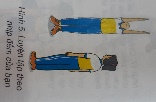 Hình 5. Luyện tập theo
nhịp đếm của bạn